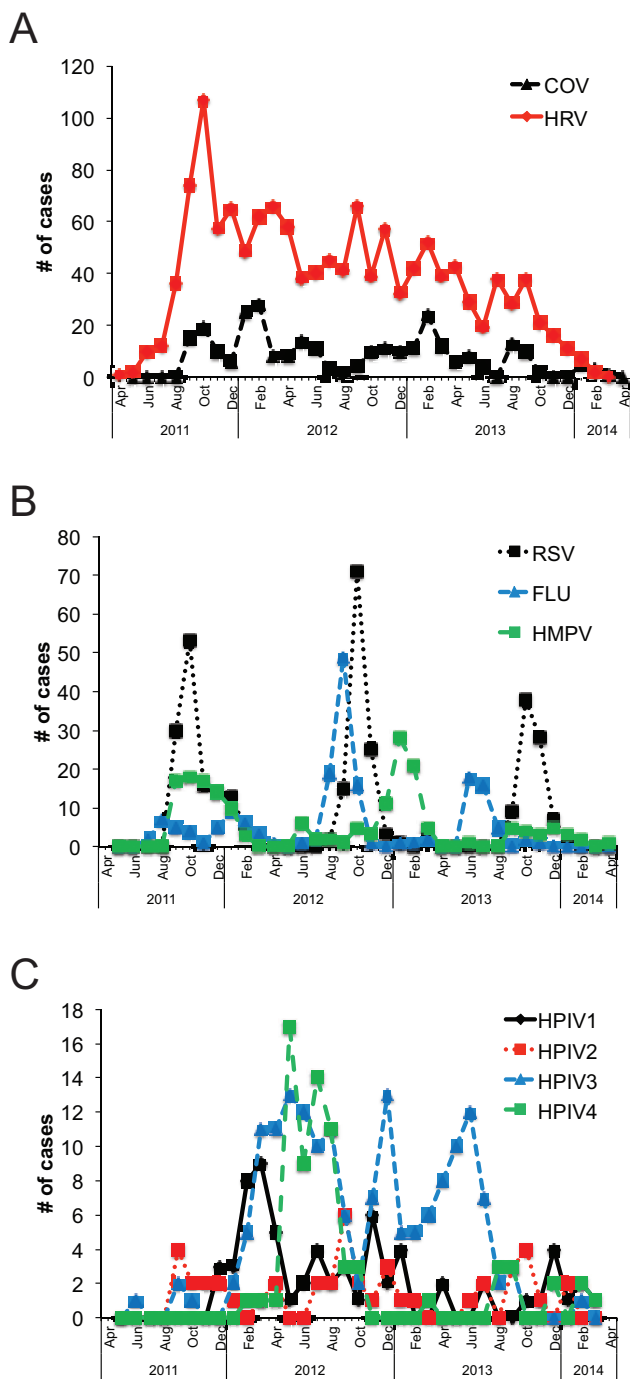 A
120
100
80
60
40
20
0
# of cases
COV
HRV
Apr Jun Aug Oct Dec Feb Apr Jun Aug Oct Dec Feb Apr Jun Aug Oct Dec Feb Apr
2011 2012 2013 2014
B
80
70
60
50
40
30
20
10
0
# of cases
RSV
FLU
HMPV
Apr Jun Aug Oct Dec Feb Apr Jun Aug Oct Dec Feb Apr Jun Aug Oct Dec Feb Apr
2011 2012 2013 2014
C
18
16
14
12
10
8
6
4
2
0
# of cases
HPIV1
HPIV2
HPIV3
HPIV4
Apr Jun Aug Oct Dec Feb Apr Jun Aug Oct Dec Feb Apr Jun Aug Oct Dec Feb Apr
2011 2012 2013 2014